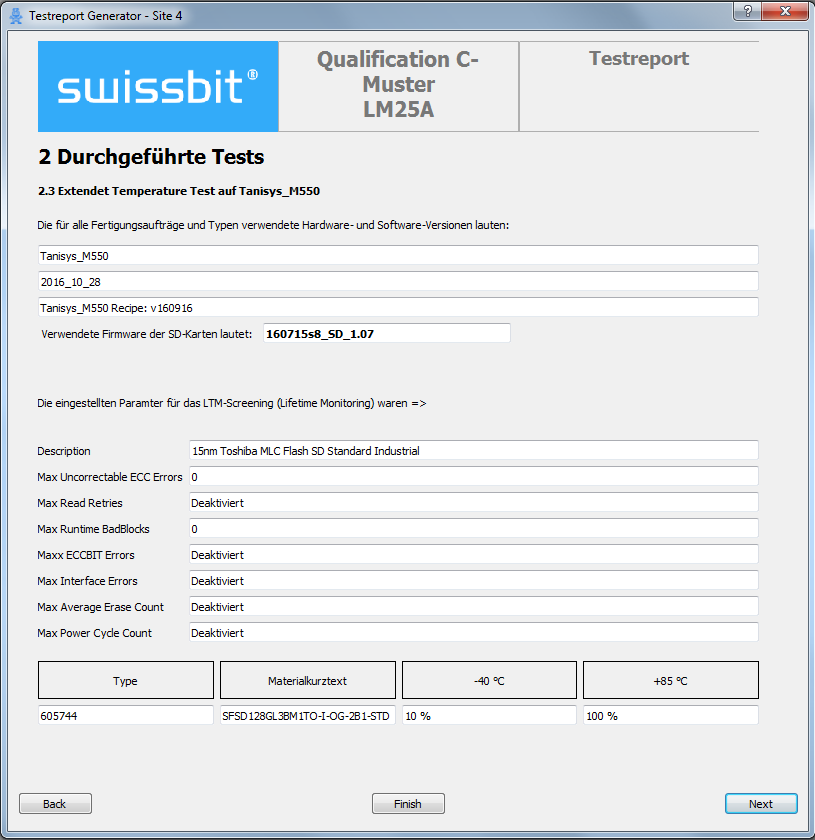 Testreport Generator - Site 4
?
X
swissbit®
Qualification C-
Muster
LM25A
Testreport
2 Durchgeführte Tests
2.3 Extendet Temperature Test auf Tanisys_M550
Die für alle Fertigungsaufträge und Typen verwendete Hardware- und Software-Versionen lauten:
Tanisys_M550
2016_10_28
Tanisys_M550 Recipe: v160916
Verwendete Firmware der SD-Karten lautet: 160715s8_SD_1.07
Die eingestellten Paramter für das LTM-Screening (Lifetime Monitoring) waren =>
Description 15nm Toshiba MLC Flash SD Standard Industrial
Max Uncorrectable ECC Errors 0
Max Read Retries Deaktiviert
Max Runtime BadBlocks 0
Maxx ECCBIT Errors Deaktiviert
Max Interface Errors Deaktiviert
Max Average Erase Count Deaktiviert
Max Power Cycle Count Deaktiviert
Type Materialkurztext -40 °C +85 °C
605744 SFSD128GL3BM1TO-I-OG-2B1-STD 10 % 100 %
Back Finish Next